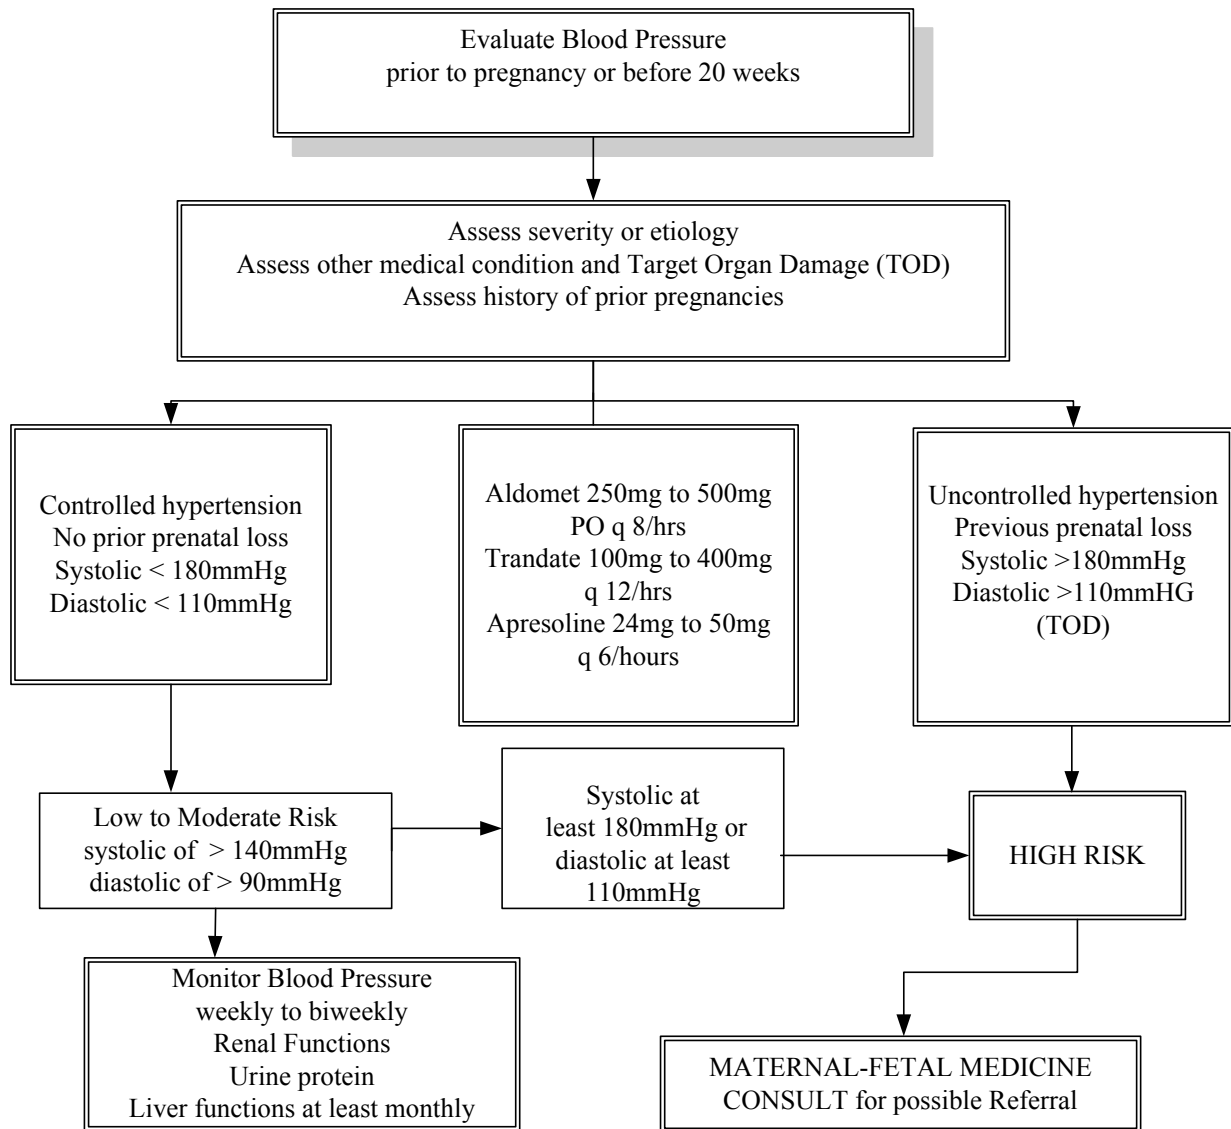 Evaluate Blood Pressure
prior to pregnancy or before 20 weeks
Assess severity or etiology
Assess other medical condition and Target Organ Damage (TOD)
Assess history of prior pregnancies
Controlled hypertension
No prior prenatal loss
Systolic < 180mmHg
Diastolic < 110mmHg
Aldomet 250mg to 500mg
PO q 8/hrs
Trandate 100mg to 400mg
q 12/hrs
Apresoline 24mg to 50mg
q 6/hours
Uncontrolled hypertension
Previous prenatal loss
Systolic >180mmHg
Diastolic >110mmHG
(TOD)
Low to Moderate Risk
systolic of  > 140mmHg
diastolic of > 90mmHg
Systolic at
least 180mmHg or
diastolic at least
110mmHg
HIGH RISK
Monitor Blood Pressure
weekly to biweekly
Renal Functions
Urine protein
Liver functions at least monthly
MATERNAL-FETAL MEDICINE
CONSULT for possible Referral